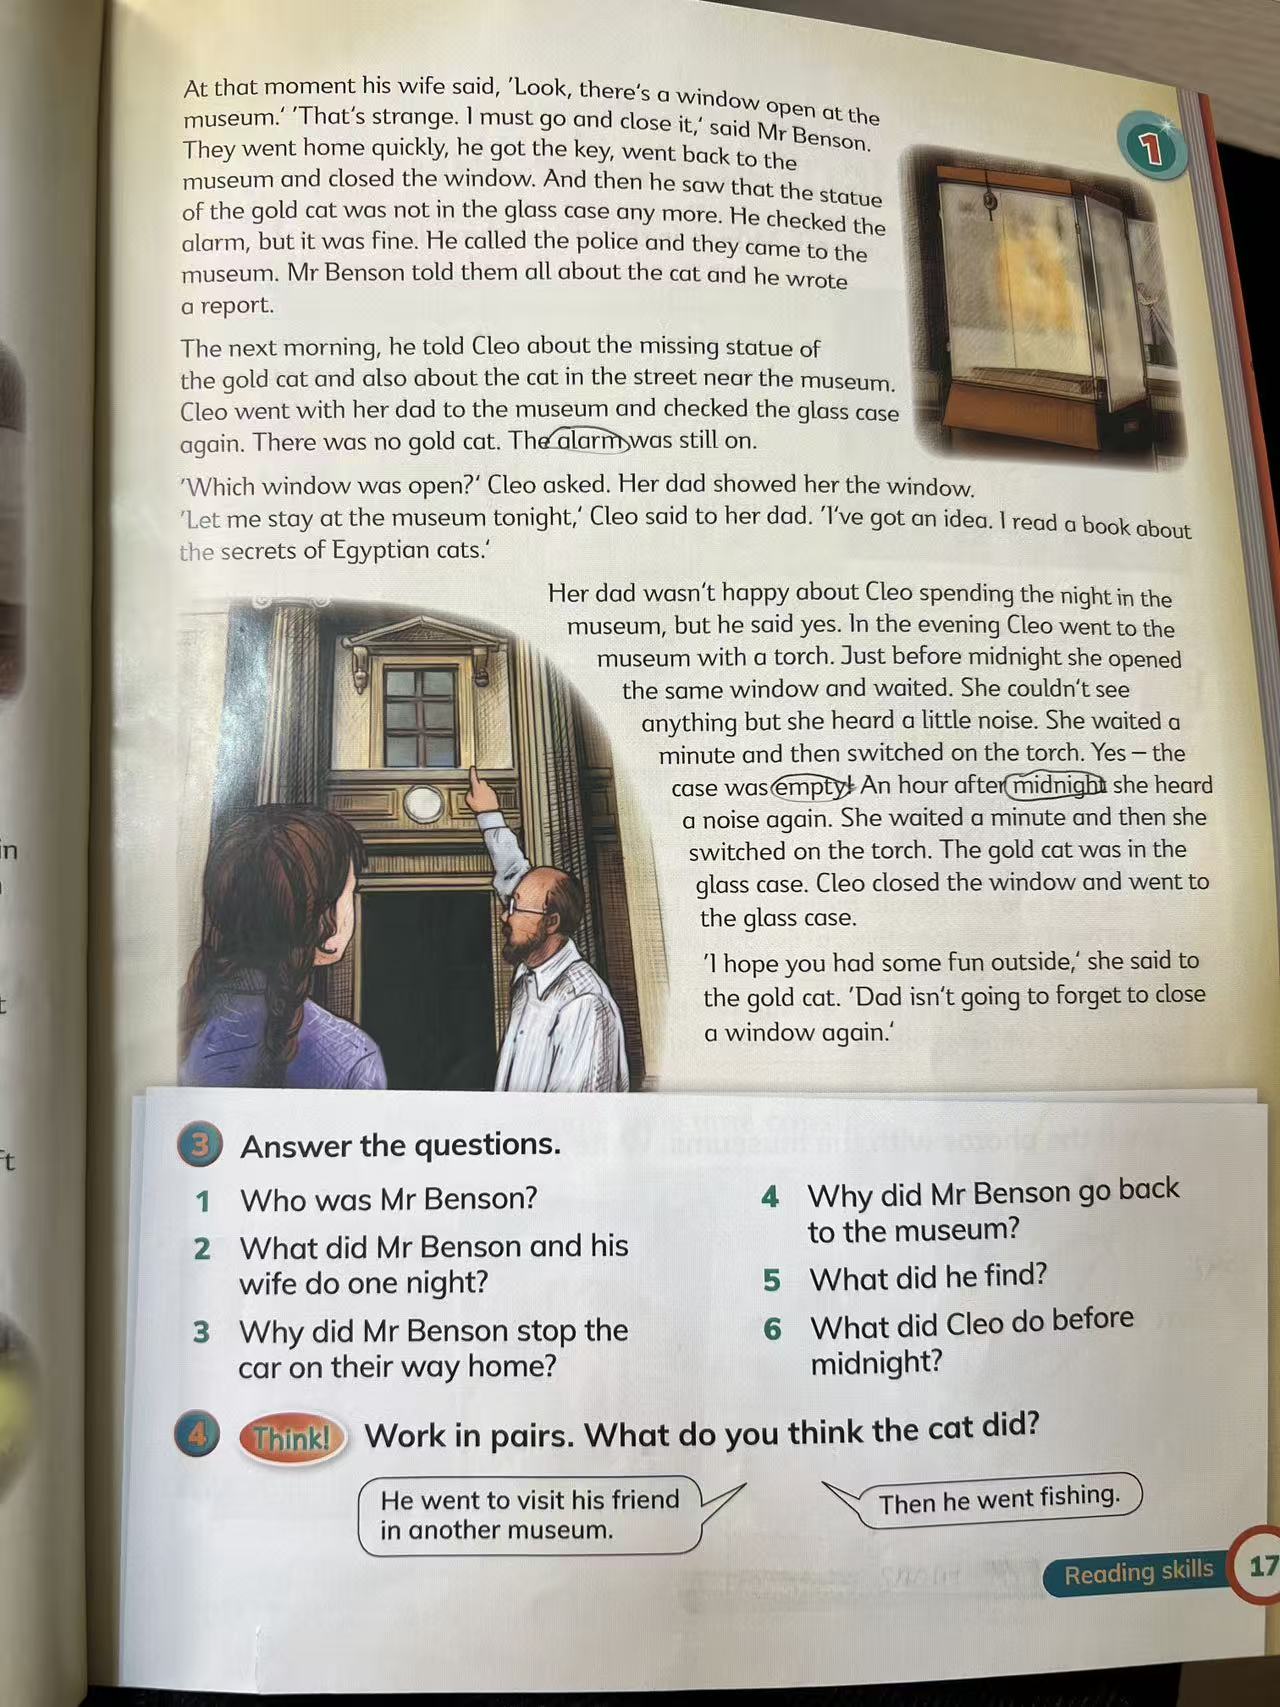 At that moment his wife said, 'Look, there's a window open at the
museum.' 'That's strange. I must go and close it,' said Mr Benson.
They went home quickly, he got the key, went back to the
museum and closed the window. And then he saw that the statue
of the gold cat was not in the glass case any more. He checked the
alarm, but it was fine. He called the police and they came to the
museum. Mr Benson told them all about the cat and he wrote
a report.
1
The next morning, he told Cleo about the missing statue of
the gold cat and also about the cat in the street near the museum.
Cleo went with her dad to the museum and checked the glass case
again. There was no gold cat. The alarm was still on.
'Which window was open?' Cleo asked. Her dad showed her the window.
'Let me stay at the museum tonight,' Cleo said to her dad. 'I've got an idea. I read a book about
the secrets of Egyptian cats.'
Her dad wasn't happy about Cleo spending the night in the
museum, but he said yes. In the evening Cleo went to the
museum with a torch. Just before midnight she opened
the same window and waited. She couldn't see
anything but she heard a little noise. She waited a
minute and then switched on the torch. Yes – the
case was empty! An hour after midnight she heard
a noise again. She waited a minute and then she
switched on the torch. The gold cat was in the
glass case. Cleo closed the window and went to
the glass case.
'I hope you had some fun outside,' she said to
the gold cat. 'Dad isn't going to forget to close
a window again.'
3 Answer the questions.
1 Who was Mr Benson?
2 What did Mr Benson and his
wife do one night?
3 Why did Mr Benson stop the
car on their way home?
4 Why did Mr Benson go back
to the museum?
5 What did he find?
6 What did Cleo do before
midnight?
4 Think! Work in pairs. What do you think the cat did?
He went to visit his friend
in another museum.
Then he went fishing.
Reading skills 17